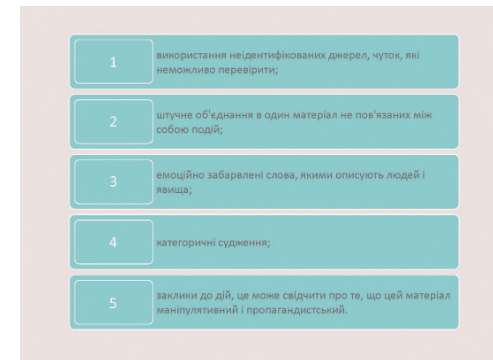 1
використання неідентифікованих джерел, чуток, які
неможливо перевірити;
2
штучне об'єднання в один матеріал не пов'язаних між
собою подій;
3
емоційно забарвлені слова, якими описують людей і
явища;
4
категоричні судження;
5
заклики до дій, це може свідчити про те, що цей матеріал
маніпулятивний і пропагандистський.